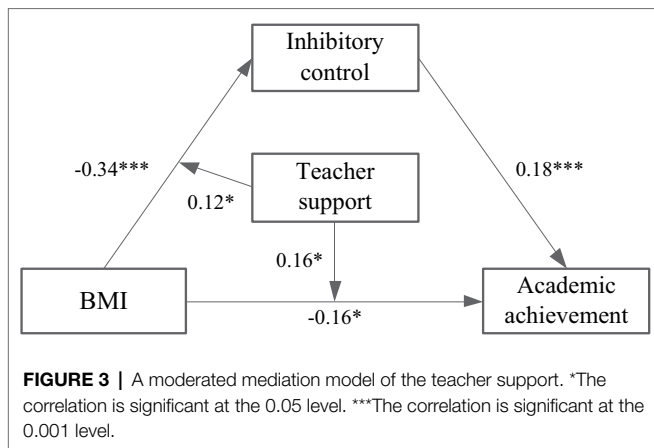 Inhibitory
control
-0.34***
Teacher
support
0.18***
0.12*
0.16*
BMI
Academic
achievement
-0.16*
FIGURE 3 | A moderated mediation model of the teacher support. *The
correlation is significant at the 0.05 level. ***The correlation is significant at the
0.001 level.